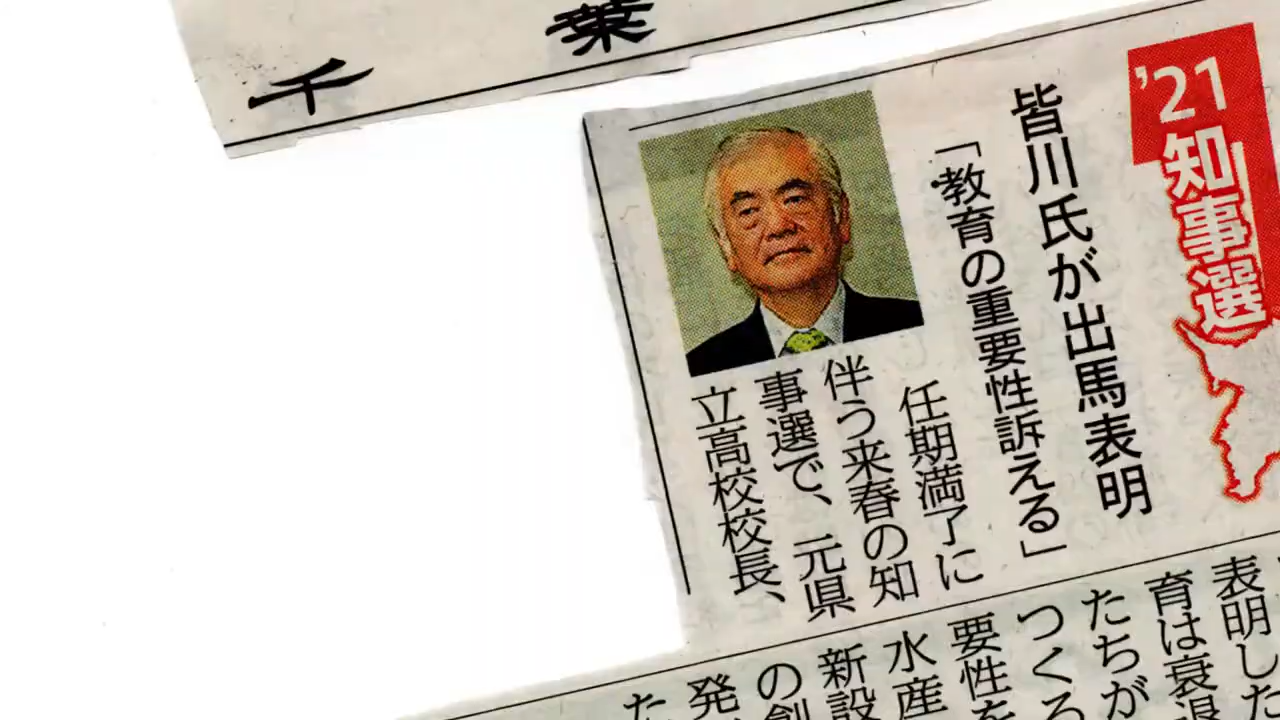 千葉
'21
知事選
皆川氏が出馬表明
「教育の重要性訴える」
任期満了に
伴う来春の知
事選で、元県
立高校校長、
表明した
育は衰退
たちが
つくる
要性を
水産
新設
の創
発
た